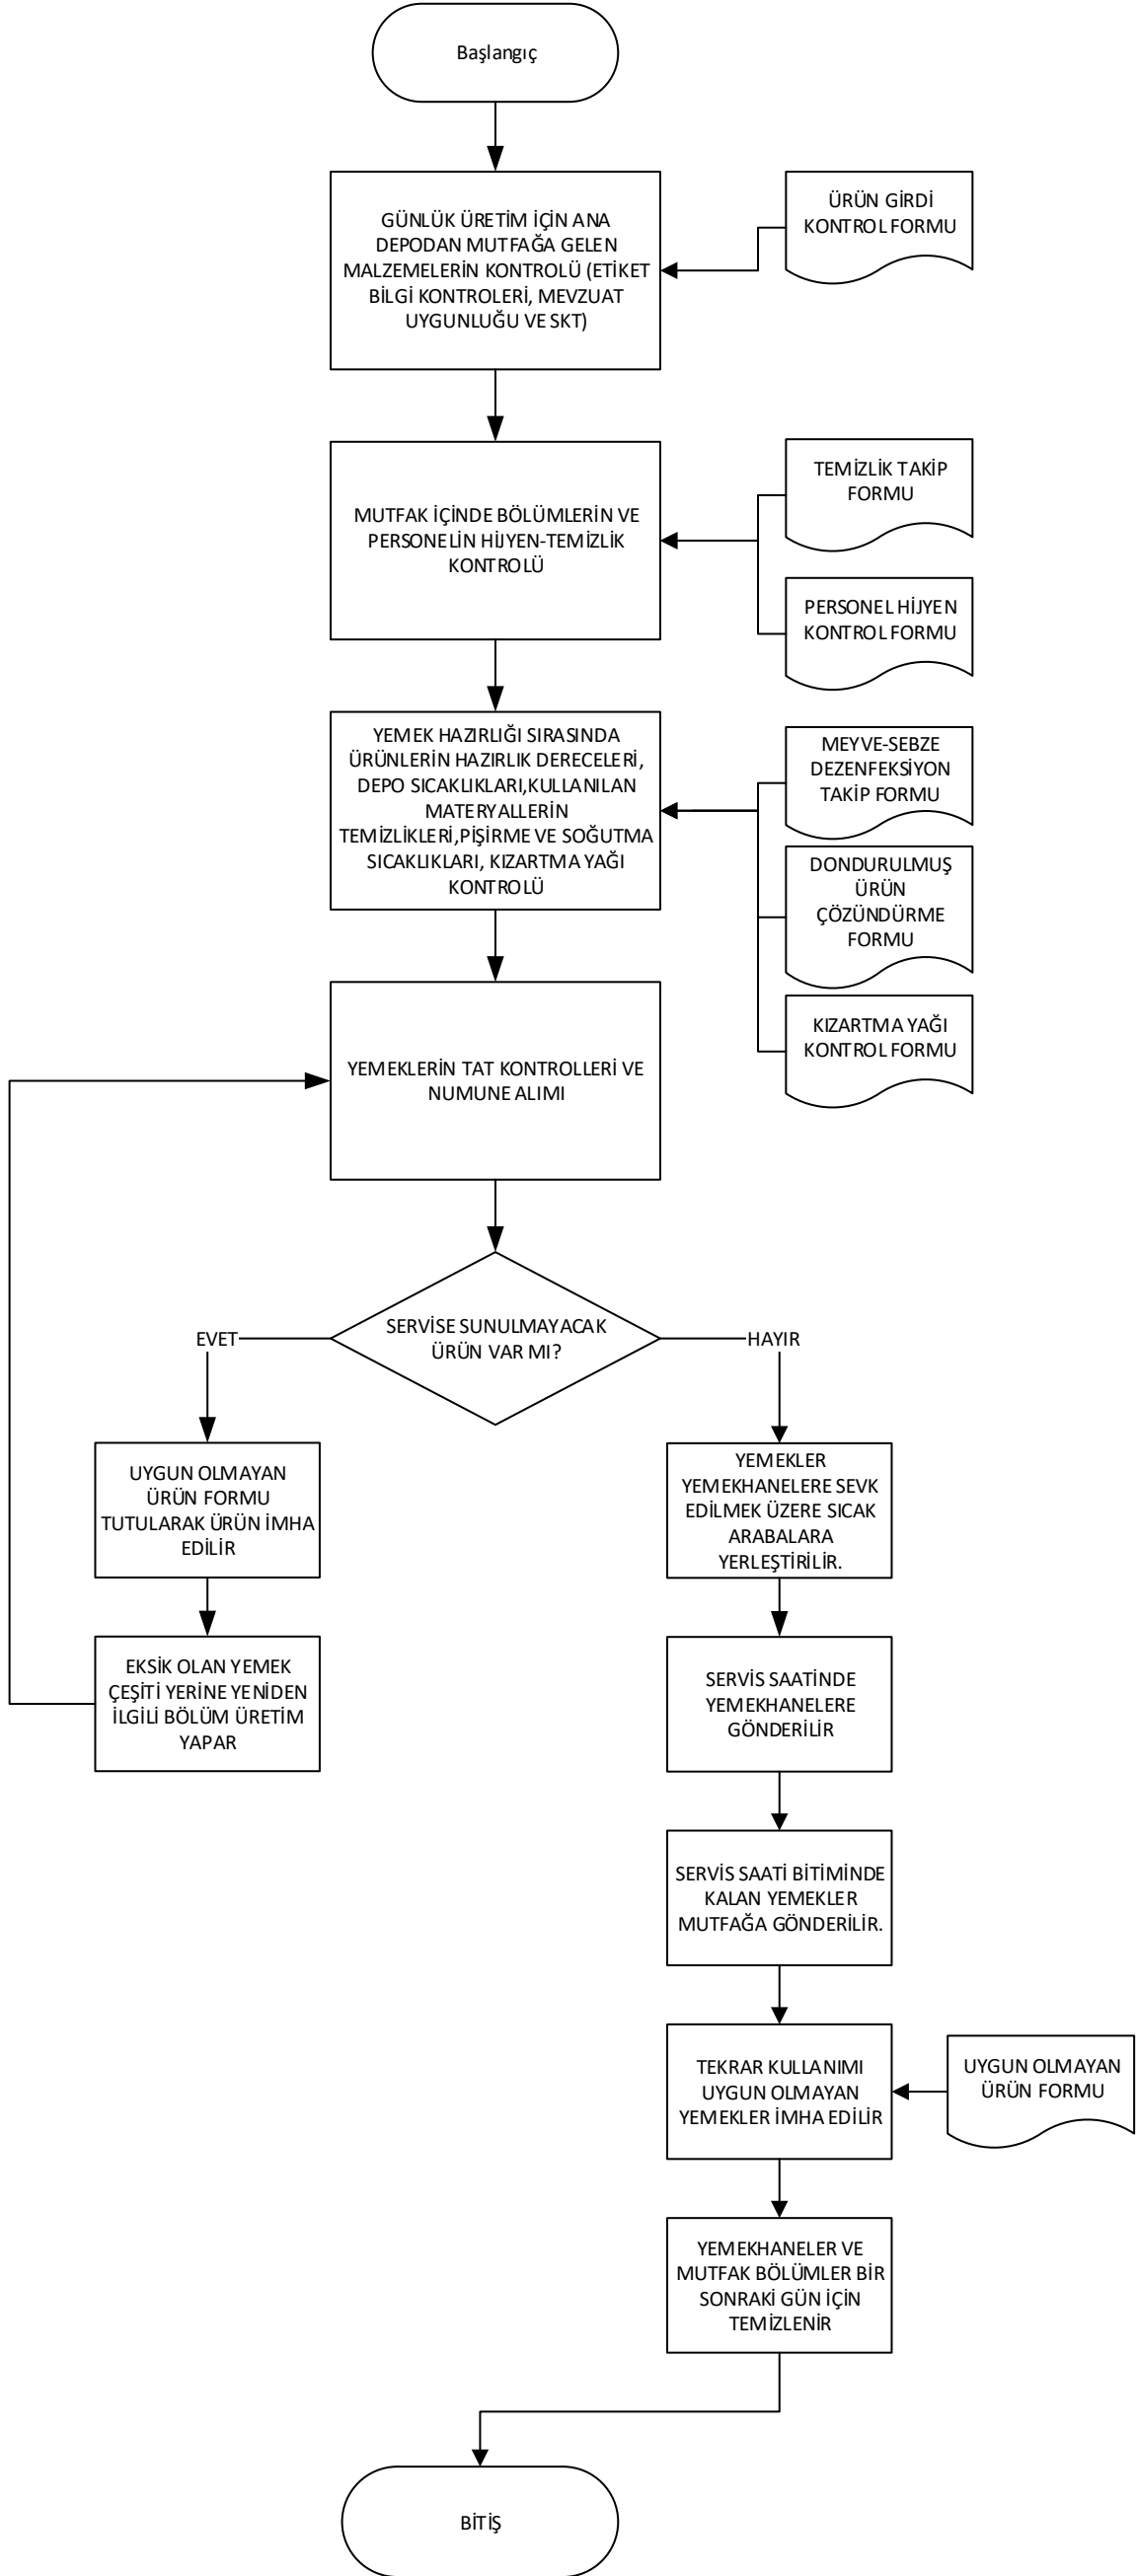 Başlangıç
GÜNLÜK ÜRETİM İÇİN ANA
DEPODAN MUTFAĞA GELEN
MALZEMELERİN KONTROLÜ (ETİKET
BİLGİ KONTROLERİ, MEVZUAT
UYGUNLUĞU VE SKT)
ÜRÜN GİRDİ
KONTROL FORMU
MUTFAK İÇİNDE BÖLÜMLERİN VE
PERSONELİN HİJYEN-TEMİZLİK
KONTROLÜ
TEMİZLİK TAKİP
FORMU
PERSONEL HİJYEN
KONTROL FORMU
YEMEK HAZIRLIĞI SIRASINDA
ÜRÜNLERİN HAZIRLIK DERECELERİ,
DEPO SICAKLIKLARI,KULLANILAN
MATERYALLERİN
TEMİZLİKLERİ,PİŞİRME VE SOĞUTMA
SICAKLIKLARI, KIZARTMA YAĞI
KONTROLÜ
MEYVE-SEBZE
DEZENFEKSİYON
TAKİP FORMU
DONDURULMUŞ
ÜRÜN
ÇÖZÜNDÜRME
FORMU
KIZARTMA YAĞI
KONTROL FORMU
YEMEKLERİN TAT KONTROLLERİ VE
NUMUNE ALIMI
SERVİSE SUNULMAYACAK
ÜRÜN VAR MI?
EVET
HAYIR
UYGUN OLMAYAN
ÜRÜN FORMU
TUTULARAK ÜRÜN İMHA
EDİLİR
EKSİK OLAN YEMEK
ÇEŞİTİ YERİNE YENİDEN
İLGİLİ BÖLÜM ÜRETİM
YAPAR
YEMEKLER
YEMEKHANELERE SEVK
EDİLMEK ÜZERE SICAK
ARABALARA
YERLEŞTİRİLİR.
SERVİS SAATİNDE
YEMEKHANELERE
GÖNDERİLİR
SERVİS SAATİ BİTİMİNDE
KALAN YEMEKLER
MUTFAĞA GÖNDERİLİR.
TEKRAR KULLANIMI
UYGUN OLMAYAN
YEMEKLER İMHA EDİLİR
UYGUN OLMAYAN
ÜRÜN FORMU
YEMEKHANELER VE
MUTFAK BÖLÜMLER BİR
SONRAKİ GÜN İÇİN
TEMİZLENİR
BİTİŞ